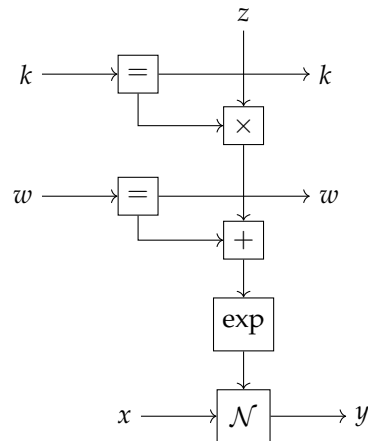 z
k = k
×
w = w
+
exp
x 𝒩 y